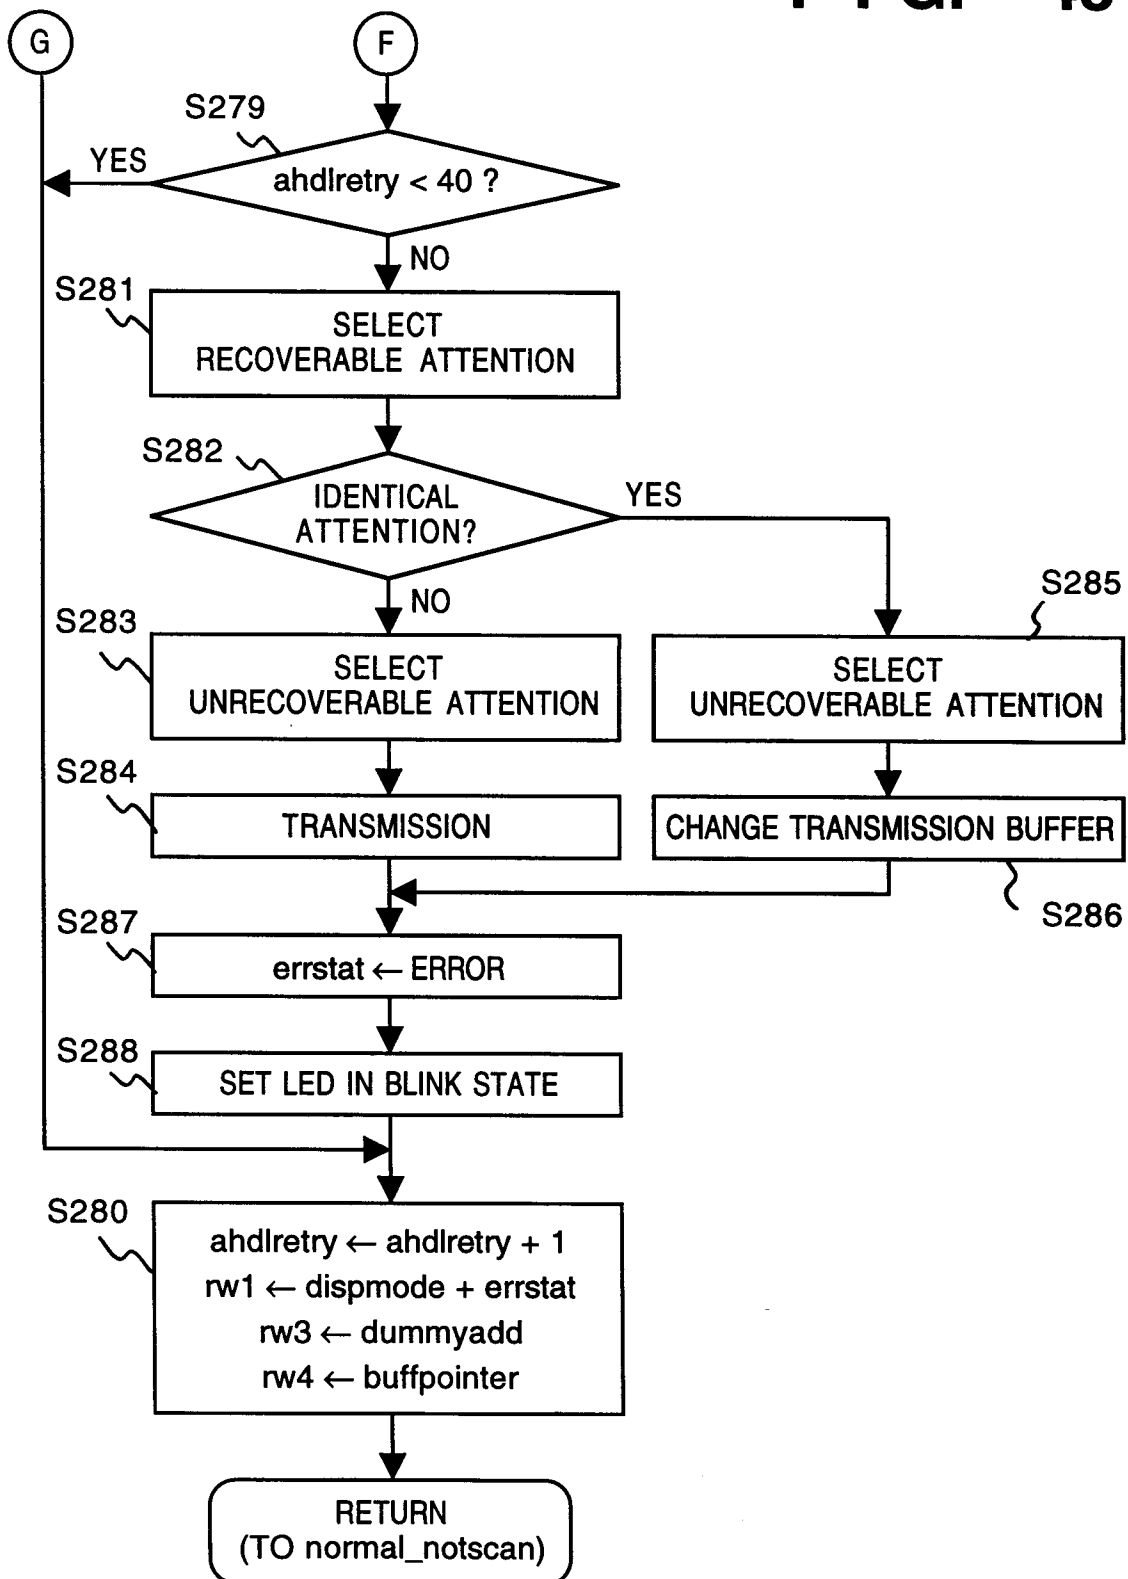 G
F
S279
YES
ahdlretry < 40 ?
NO
S281
SELECT
RECOVERABLE ATTENTION
S282
IDENTICAL
ATTENTION?
YES
NO
S283
SELECT
UNRECOVERABLE ATTENTION
S285
SELECT
UNRECOVERABLE ATTENTION
S284
TRANSMISSION
CHANGE TRANSMISSION BUFFER
S286
S287
errstat ← ERROR
S288
SET LED IN BLINK STATE
S280
ahdlretry ← ahdlretry + 1
rw1 ← dispmode + errstat
rw3 ← dummyadd
rw4 ← buffpointer
RETURN
(TO normal_notscan)